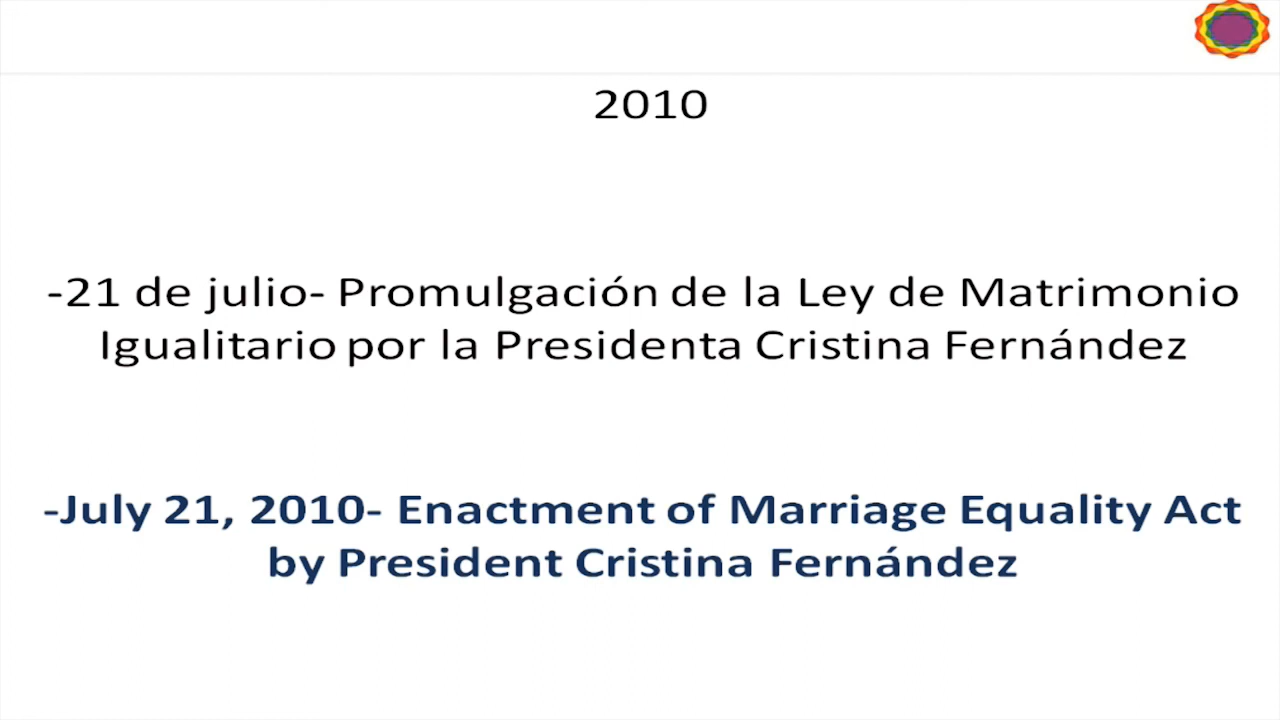 2010
-21 de julio- Promulgación de la Ley de Matrimonio
Igualitario por la Presidenta Cristina Fernández
-July 21, 2010- Enactment of Marriage Equality Act
by President Cristina Fernández